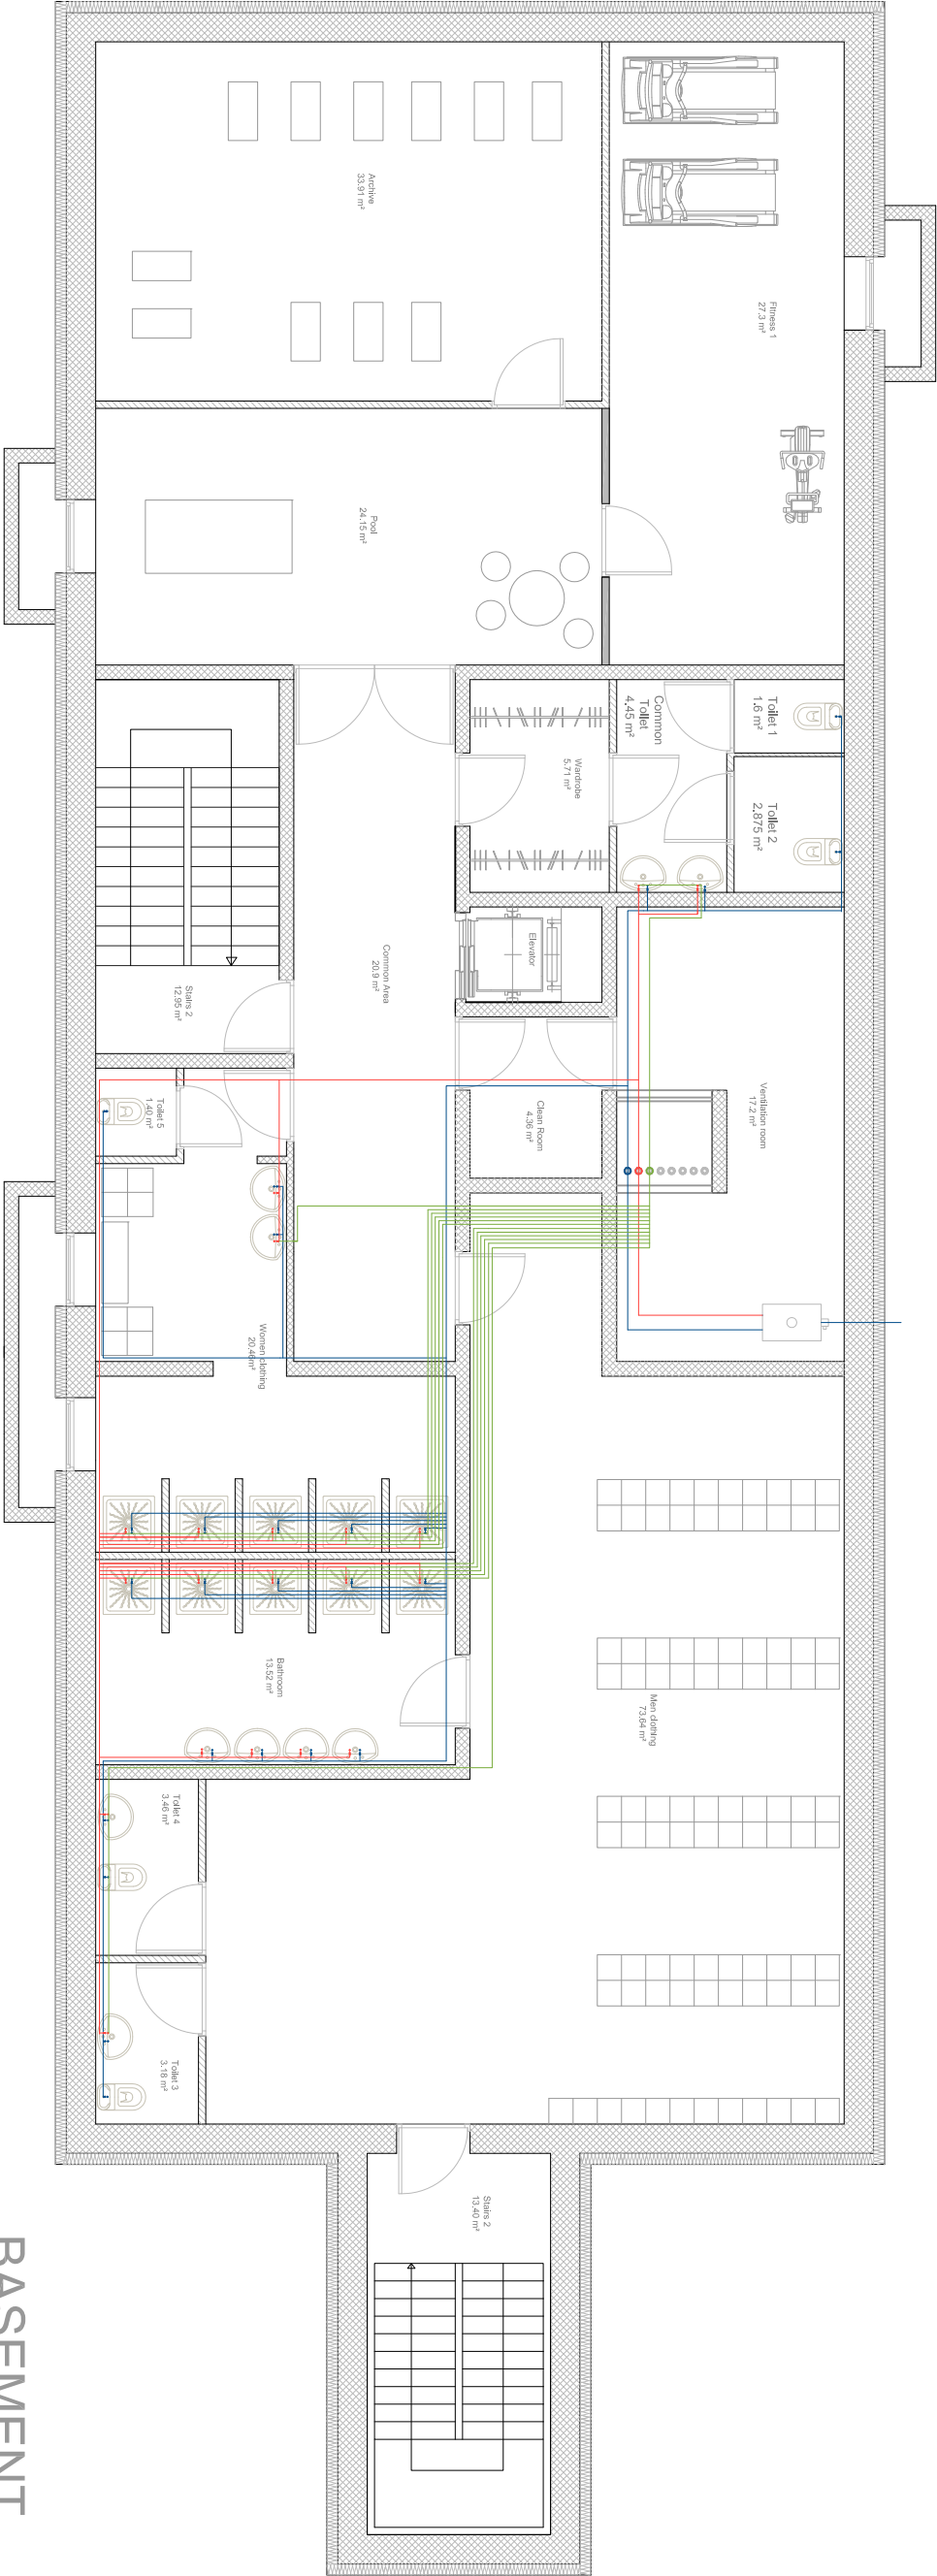 Fitness 1
27.3 m²
Archive
33.91 m²
Pool
24.15 m²
Toilet 1
1.6 m²
Common
Toilet
4.45 m²
Toilet 2
2.875 m²
Wardrobe
5.71 m²
Elevator
Common Area
20.9 m²
Stairs 2
12.95 m²
Ventilation room
17.2 m²
Clean Room
4.36 m²
Toilet 5
1.40 m²
Women clothing
20.46m²
Bathroom
13.52 m²
Men clothing
73.64 m²
Toilet 4
3.46 m²
Toilet 3
3.18 m²
Stairs 2
13.40 m²
BASEMENT